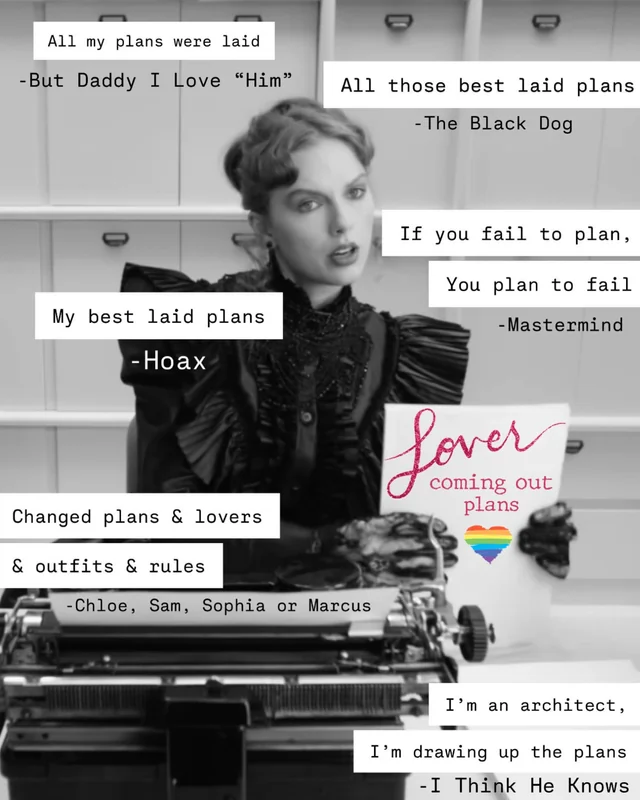 All my plans were laid
-But Daddy I Love “Him”
All those best laid plans
-The Black Dog
If you fail to plan,
You plan to fail
-Mastermind
My best laid plans
-Hoax
Lover
coming out
plans
Changed plans & lovers
& outfits & rules
-Chloe, Sam, Sophia or Marcus
I’m an architect,
I’m drawing up the plans
-I Think He Knows